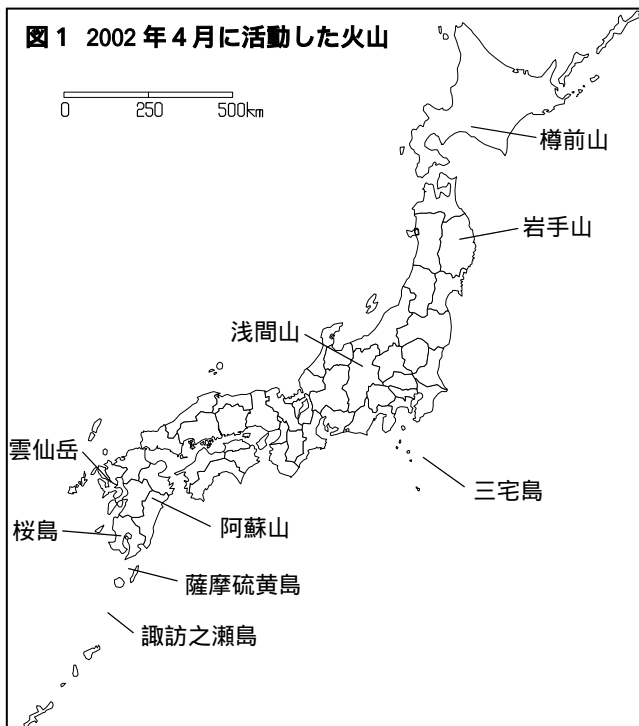 図1 2002年4月に活動した火山
0 250 500km
樽前山
岩手山
浅間山
雲仙岳
三宅島
阿蘇山
桜島
薩摩硫黄島
諏訪之瀬島